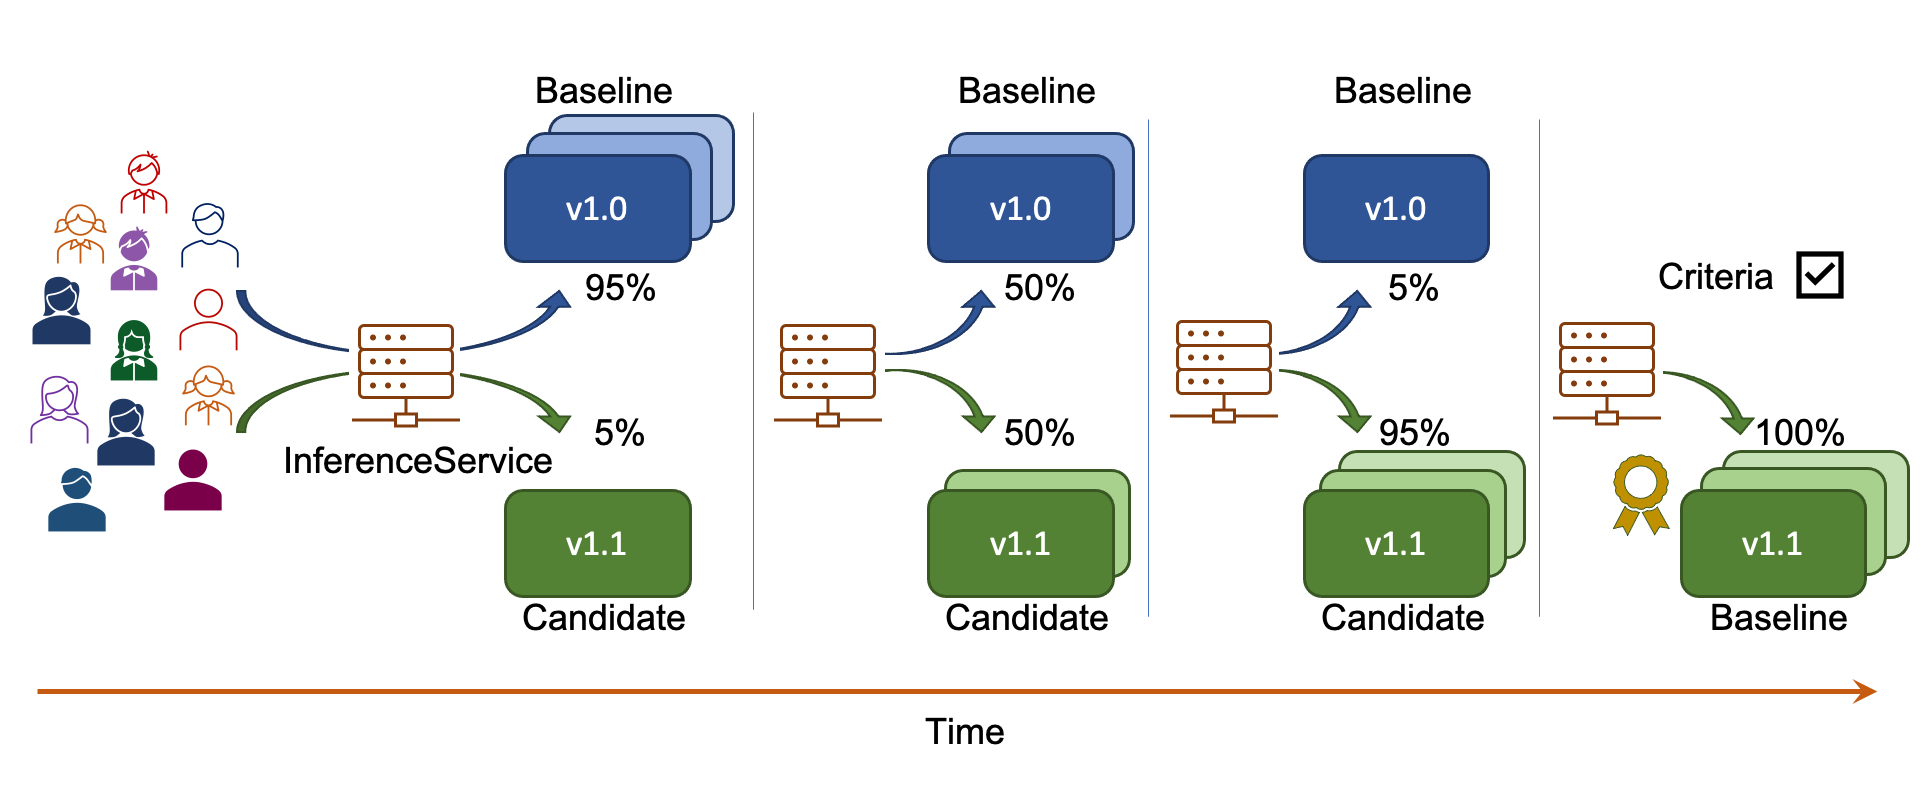 Baseline
v1.0
95%
InferenceService
5%
v1.1
Candidate
Baseline
v1.0
50%
50%
v1.1
Candidate
Baseline
v1.0
5%
95%
v1.1
Candidate
Criteria
100%
v1.1
Baseline
Time